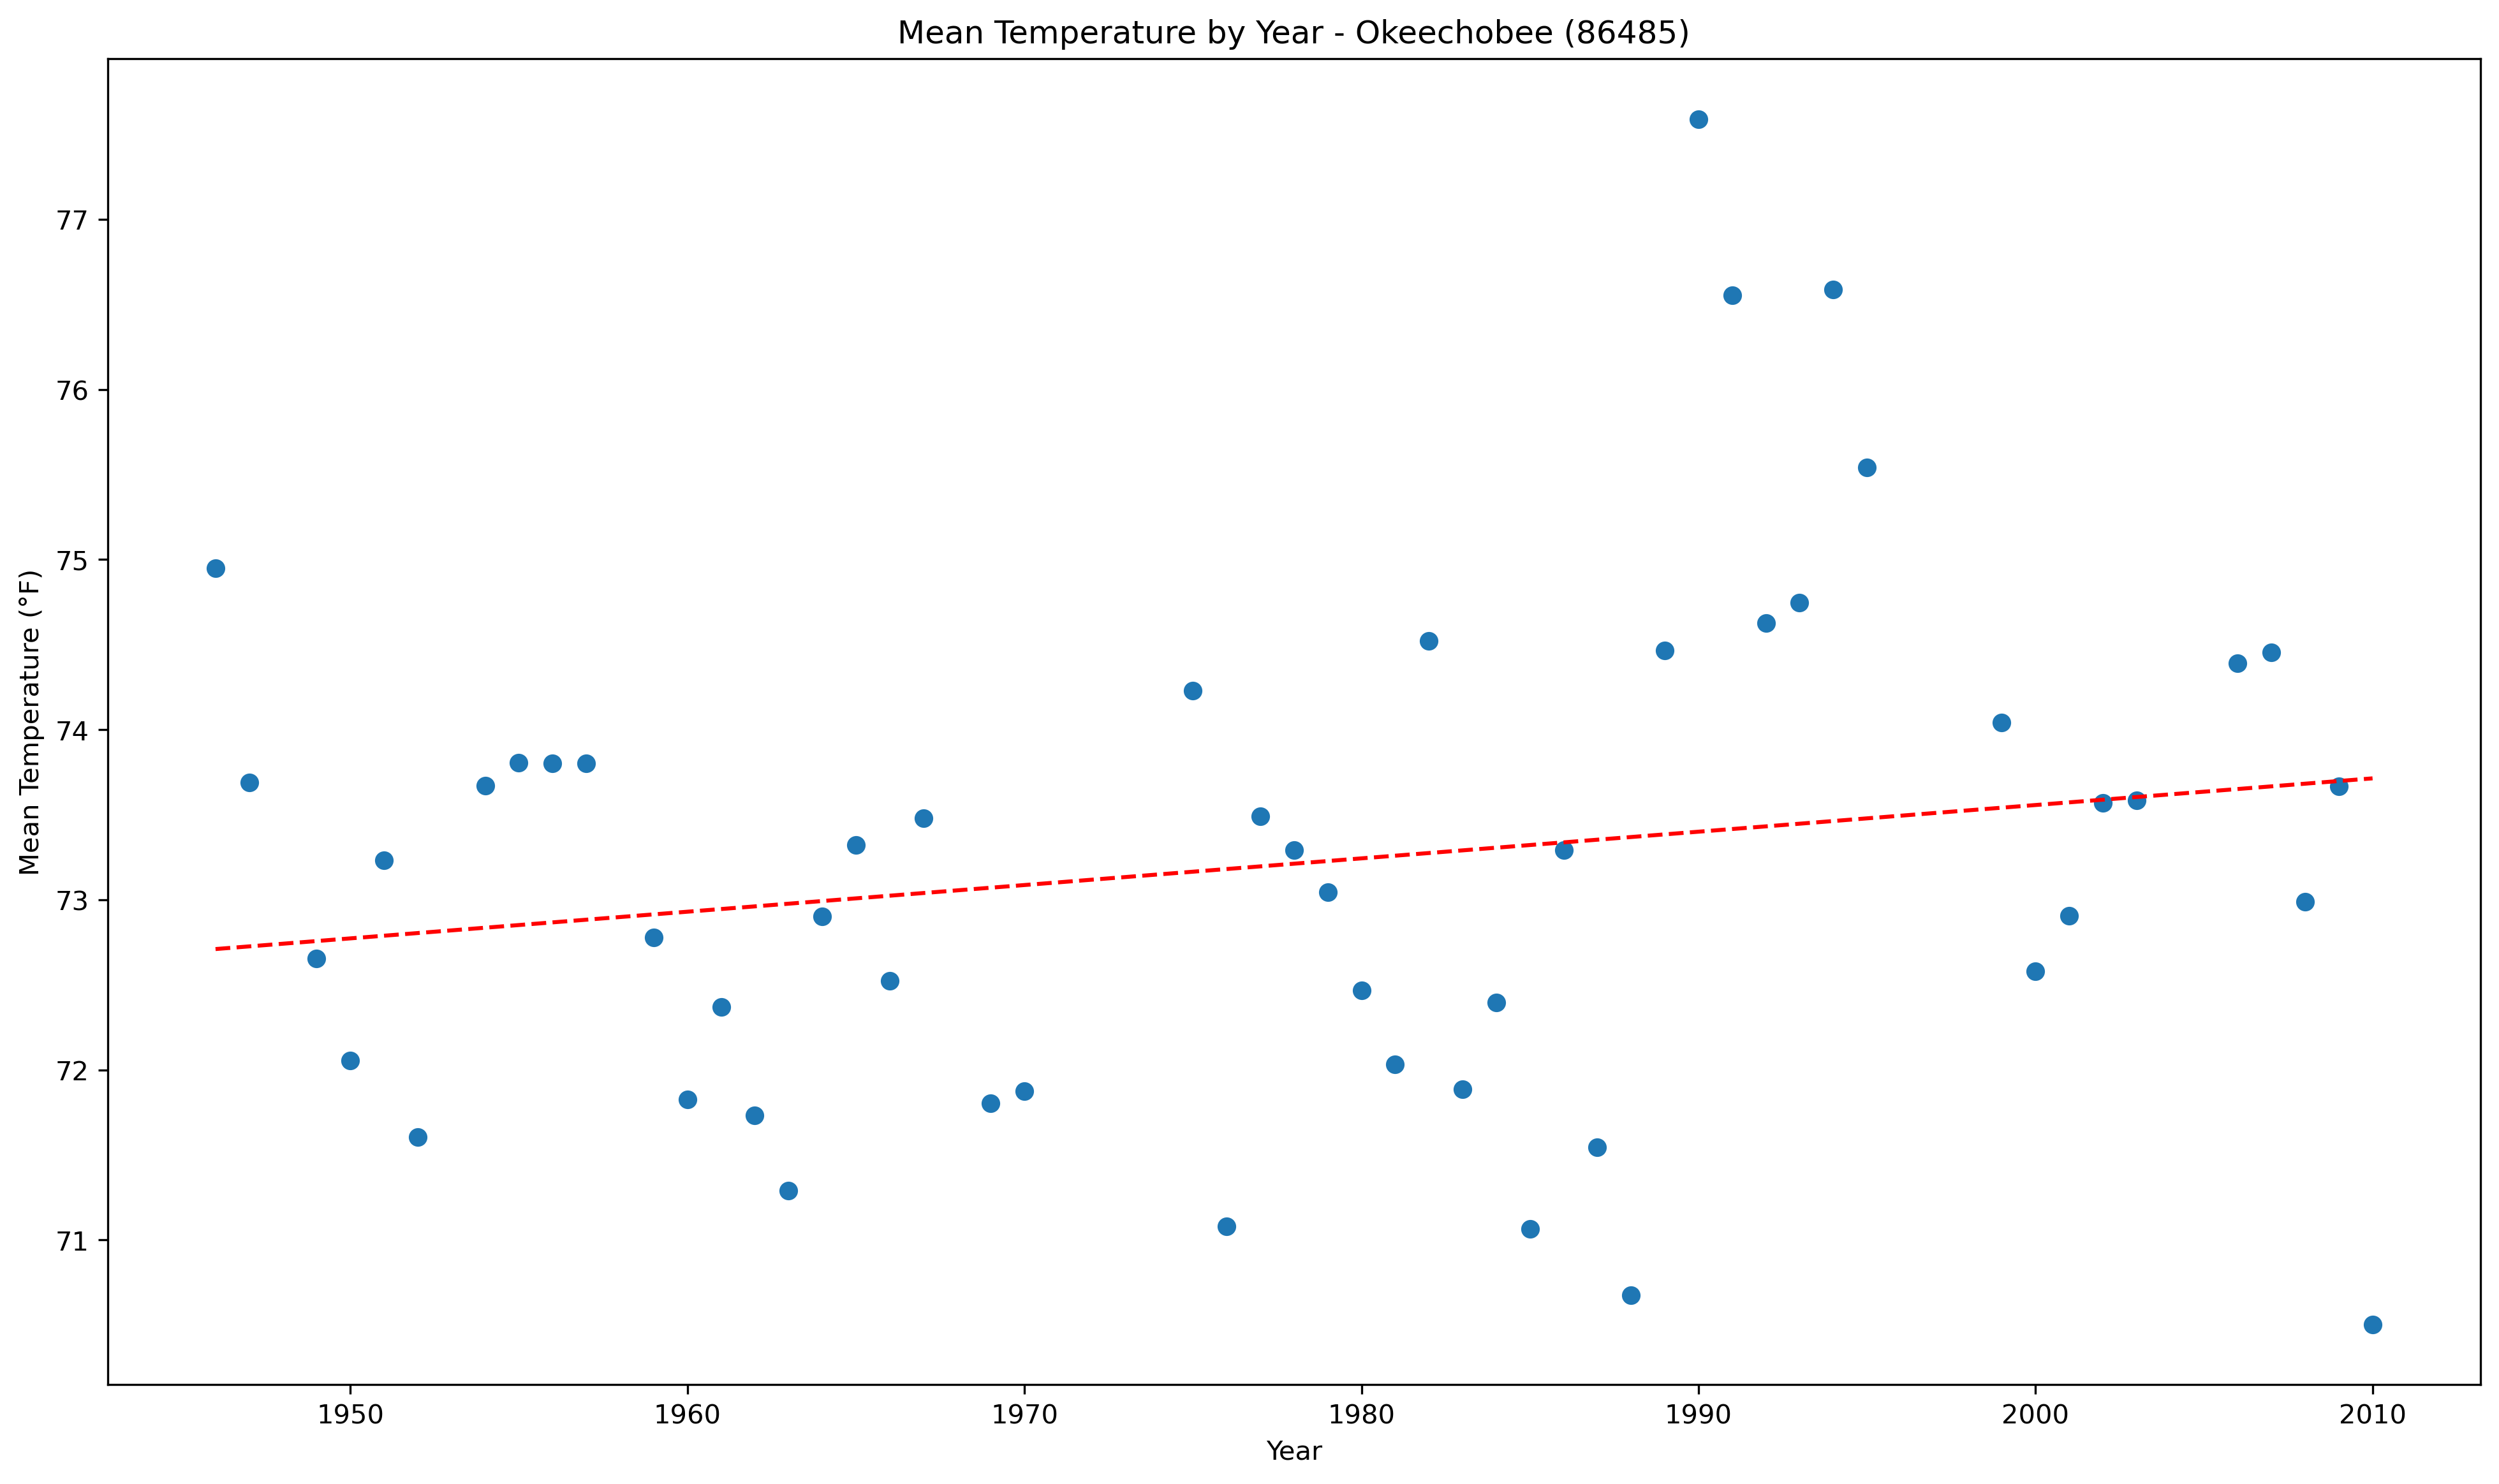 Mean Temperature by Year - Okeechobee (86485)
Mean Temperature (°F)
77
76
75
74
73
72
71
1950 1960 1970 1980 1990 2000 2010
Year